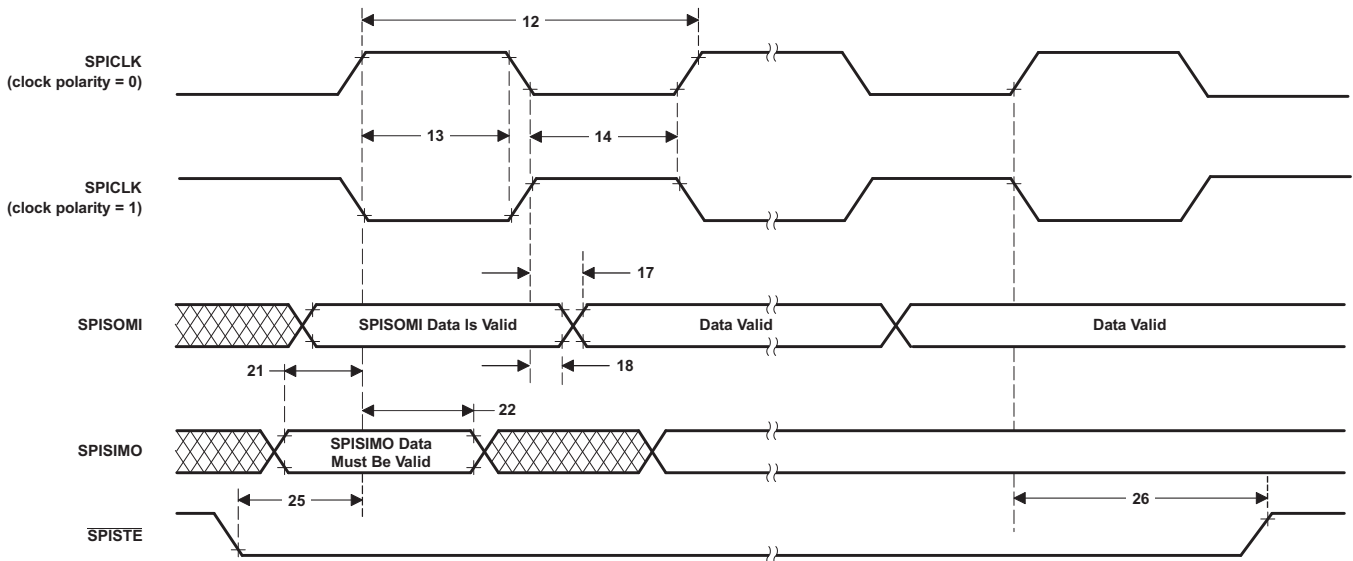 12
SPICLK
(clock polarity = 0)
13
14
SPICLK
(clock polarity = 1)
17
SPISOMI
SPISOMI Data Is Valid
Data Valid
Data Valid
21
18
22
SPISIMO
SPISIMO Data
Must Be Valid
25
26
SPISTE